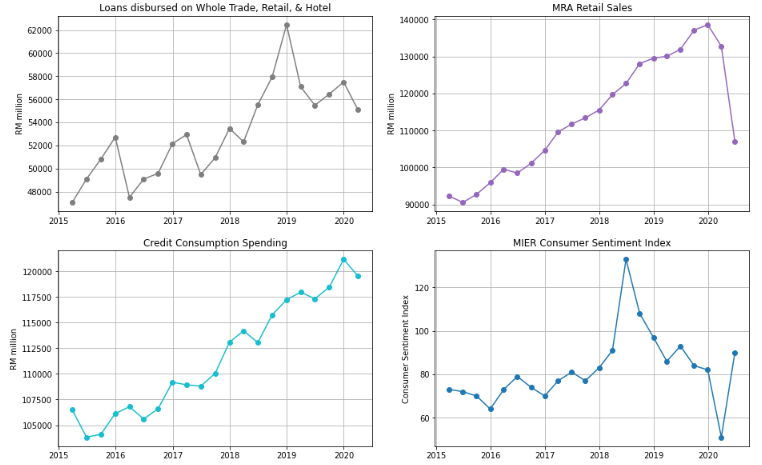 Loans disbursed on Whole Trade, Retail, & Hotel
RM million
62000
60000
58000
56000
54000
52000
50000
48000
2015 2016 2017 2018 2019 2020
MRA Retail Sales
RM million
140000
130000
120000
110000
100000
90000
2015 2016 2017 2018 2019 2020
Credit Consumption Spending
RM million
120000
117500
115000
112500
110000
107500
105000
2015 2016 2017 2018 2019 2020
MIER Consumer Sentiment Index
Consumer Sentiment Index
120
100
80
60
2015 2016 2017 2018 2019 2020